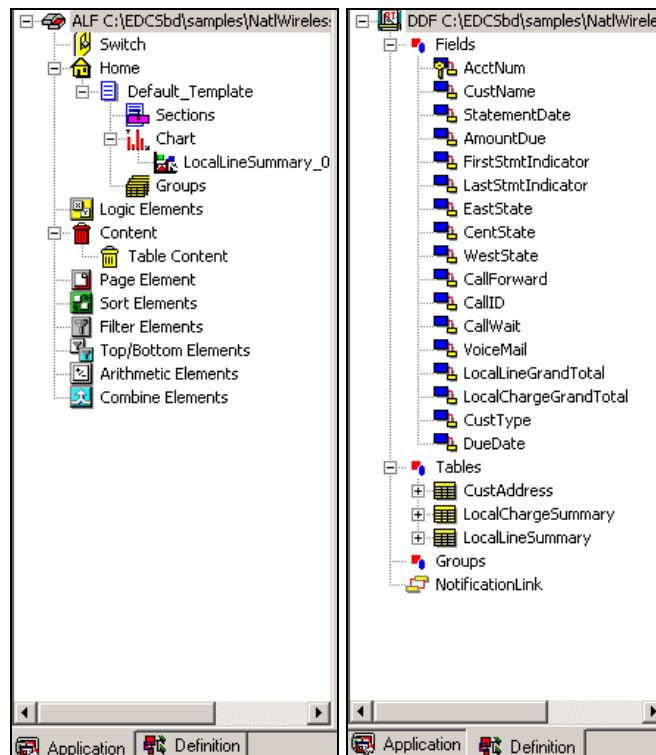 ALF C:\EDCSbd\samples\NatlWireles
Switch
Home
Default_Template
Sections
Chart
LocalLineSummary_0
Groups
Logic Elements
Content
Table Content
Page Element
Sort Elements
Filter Elements
Top/Bottom Elements
Arithmetic Elements
Combine Elements
Application Definition
DDF C:\EDCSbd\samples\NatlWirele
Fields
AcctNum
CustName
StatementDate
AmountDue
FirstStmtIndicator
LastStmtIndicator
EastState
CentState
WestState
CallForward
CallID
CallWait
VoiceMail
LocalLineGrandTotal
LocalChargeGrandTotal
CustType
DueDate
Tables
CustAddress
LocalChargeSummary
LocalLineSummary
Groups
NotificationLink
Application Definition